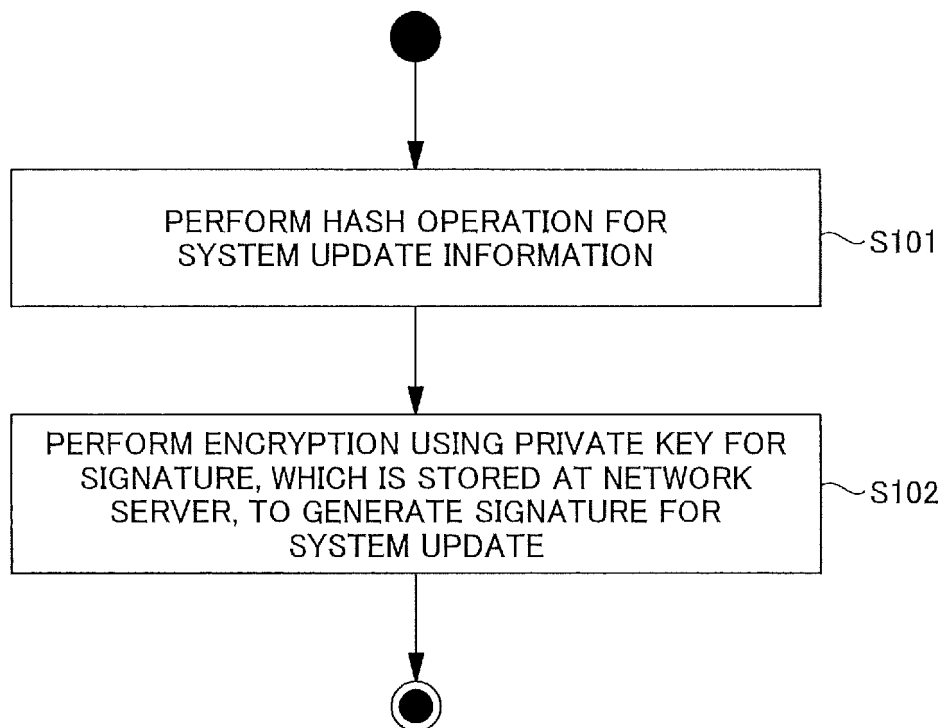 PERFORM HASH OPERATION FOR
SYSTEM UPDATE INFORMATION
S101
PERFORM ENCRYPTION USING PRIVATE KEY FOR
SIGNATURE, WHICH IS STORED AT NETWORK
SERVER, TO GENERATE SIGNATURE FOR
SYSTEM UPDATE
S102